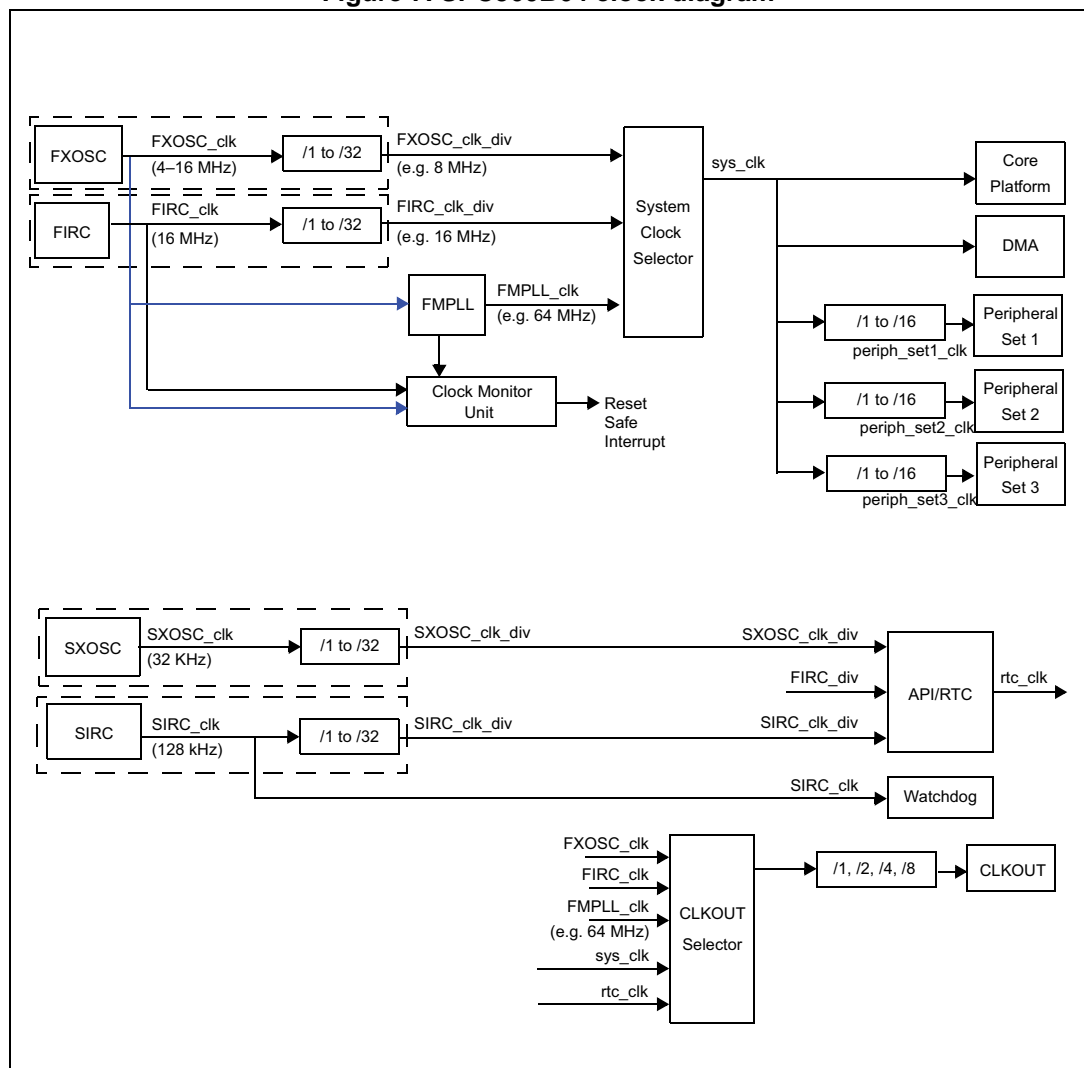 FXOSC
FXOSC_clk
(4–16 MHz)
/1 to /32
FXOSC_clk_div
(e.g. 8 MHz)
FIRC
FIRC_clk
(16 MHz)
/1 to /32
FIRC_clk_div
(e.g. 16 MHz)
FMPLL
FMPLL_clk
(e.g. 64 MHz)
System
Clock
Selector
sys_clk
Core
Platform
DMA
/1 to /16
periph_set1_clk
Peripheral
Set 1
/1 to /16
periph_set2_clk
Peripheral
Set 2
/1 to /16
periph_set3_clk
Peripheral
Set 3
Clock Monitor
Unit
Reset
Safe
Interrupt
SXOSC
SXOSC_clk
(32 KHz)
/1 to /32
SXOSC_clk_div
SXOSC_clk_div
FIRC_div
SIRC
SIRC_clk
(128 kHz)
/1 to /32
SIRC_clk_div
SIRC_clk_div
API/RTC
rtc_clk
SIRC_clk
Watchdog
FXOSC_clk
FIRC_clk
FMPLL_clk
(e.g. 64 MHz)
sys_clk
rtc_clk
CLKOUT
Selector
/1, /2, /4, /8
CLKOUT